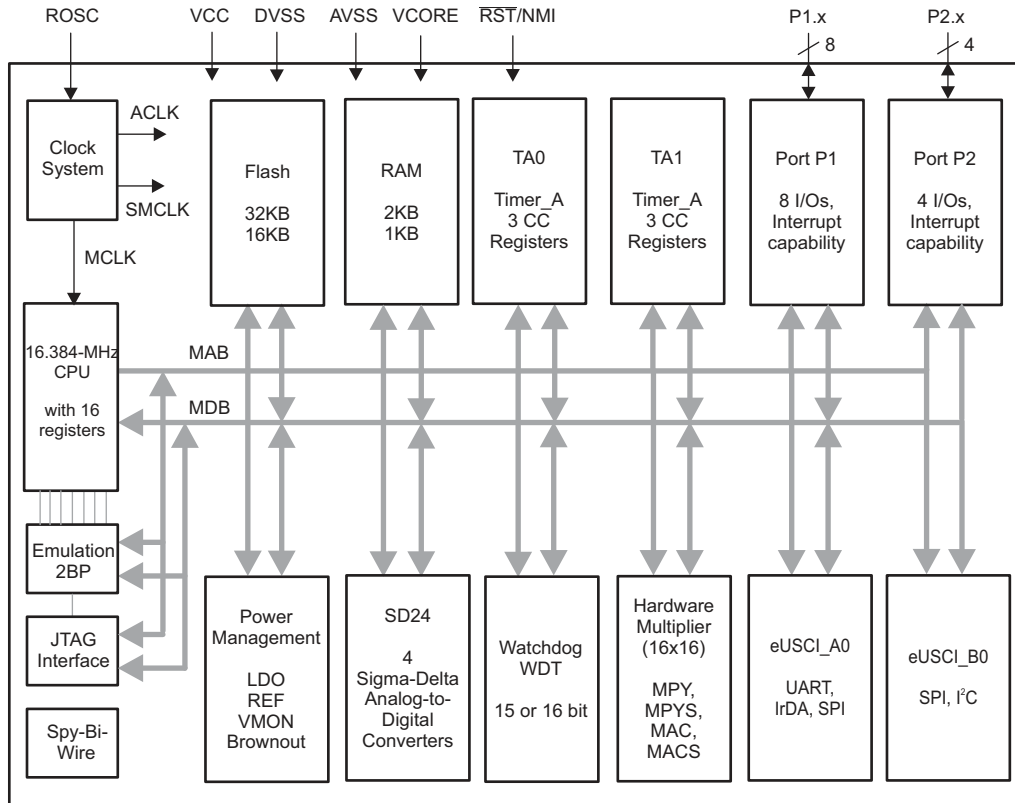 ROSC
VCC
DVSS
AVSS
VCORE
RST/NMI
P1.x
P2.x
8
4
Clock
System
ACLK
SMCLK
MCLK
Flash
32KB
16KB
RAM
2KB
1KB
TA0
Timer_A
3 CC
Registers
TA1
Timer_A
3 CC
Registers
Port P1
8 I/Os,
Interrupt
capability
Port P2
4 I/Os,
Interrupt
capability
16.384-MHz
CPU
with 16
registers
MAB
MDB
Emulation
2BP
JTAG
Interface
Spy-Bi-
Wire
Power
Management
LDO
REF
VMON
Brownout
SD24
4
Sigma-Delta
Analog-to-
Digital
Converters
Watchdog
WDT
15 or 16 bit
Hardware
Multiplier
(16x16)
MPY,
MPYS,
MAC,
MACS
eUSCI_A0
UART,
IrDA, SPI
eUSCI_B0
SPI, I²C